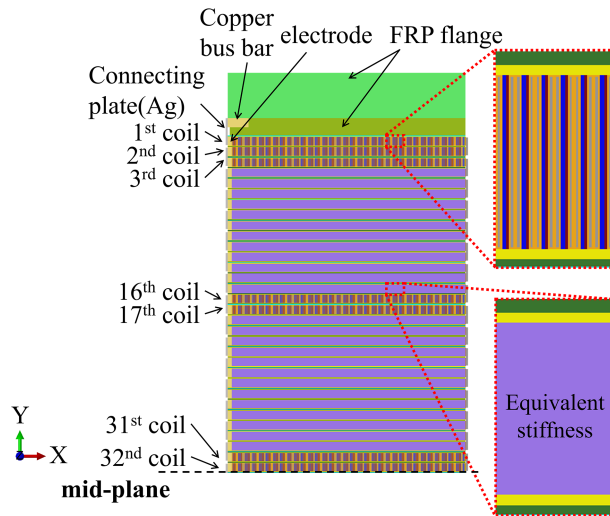 Copper
bus bar
electrode
FRP flange
Connecting
plate(Ag)
1st coil
2nd coil
3rd coil
16th coil
17th coil
Equivalent
stiffness
31st coil
32nd coil
mid-plane
Y
X